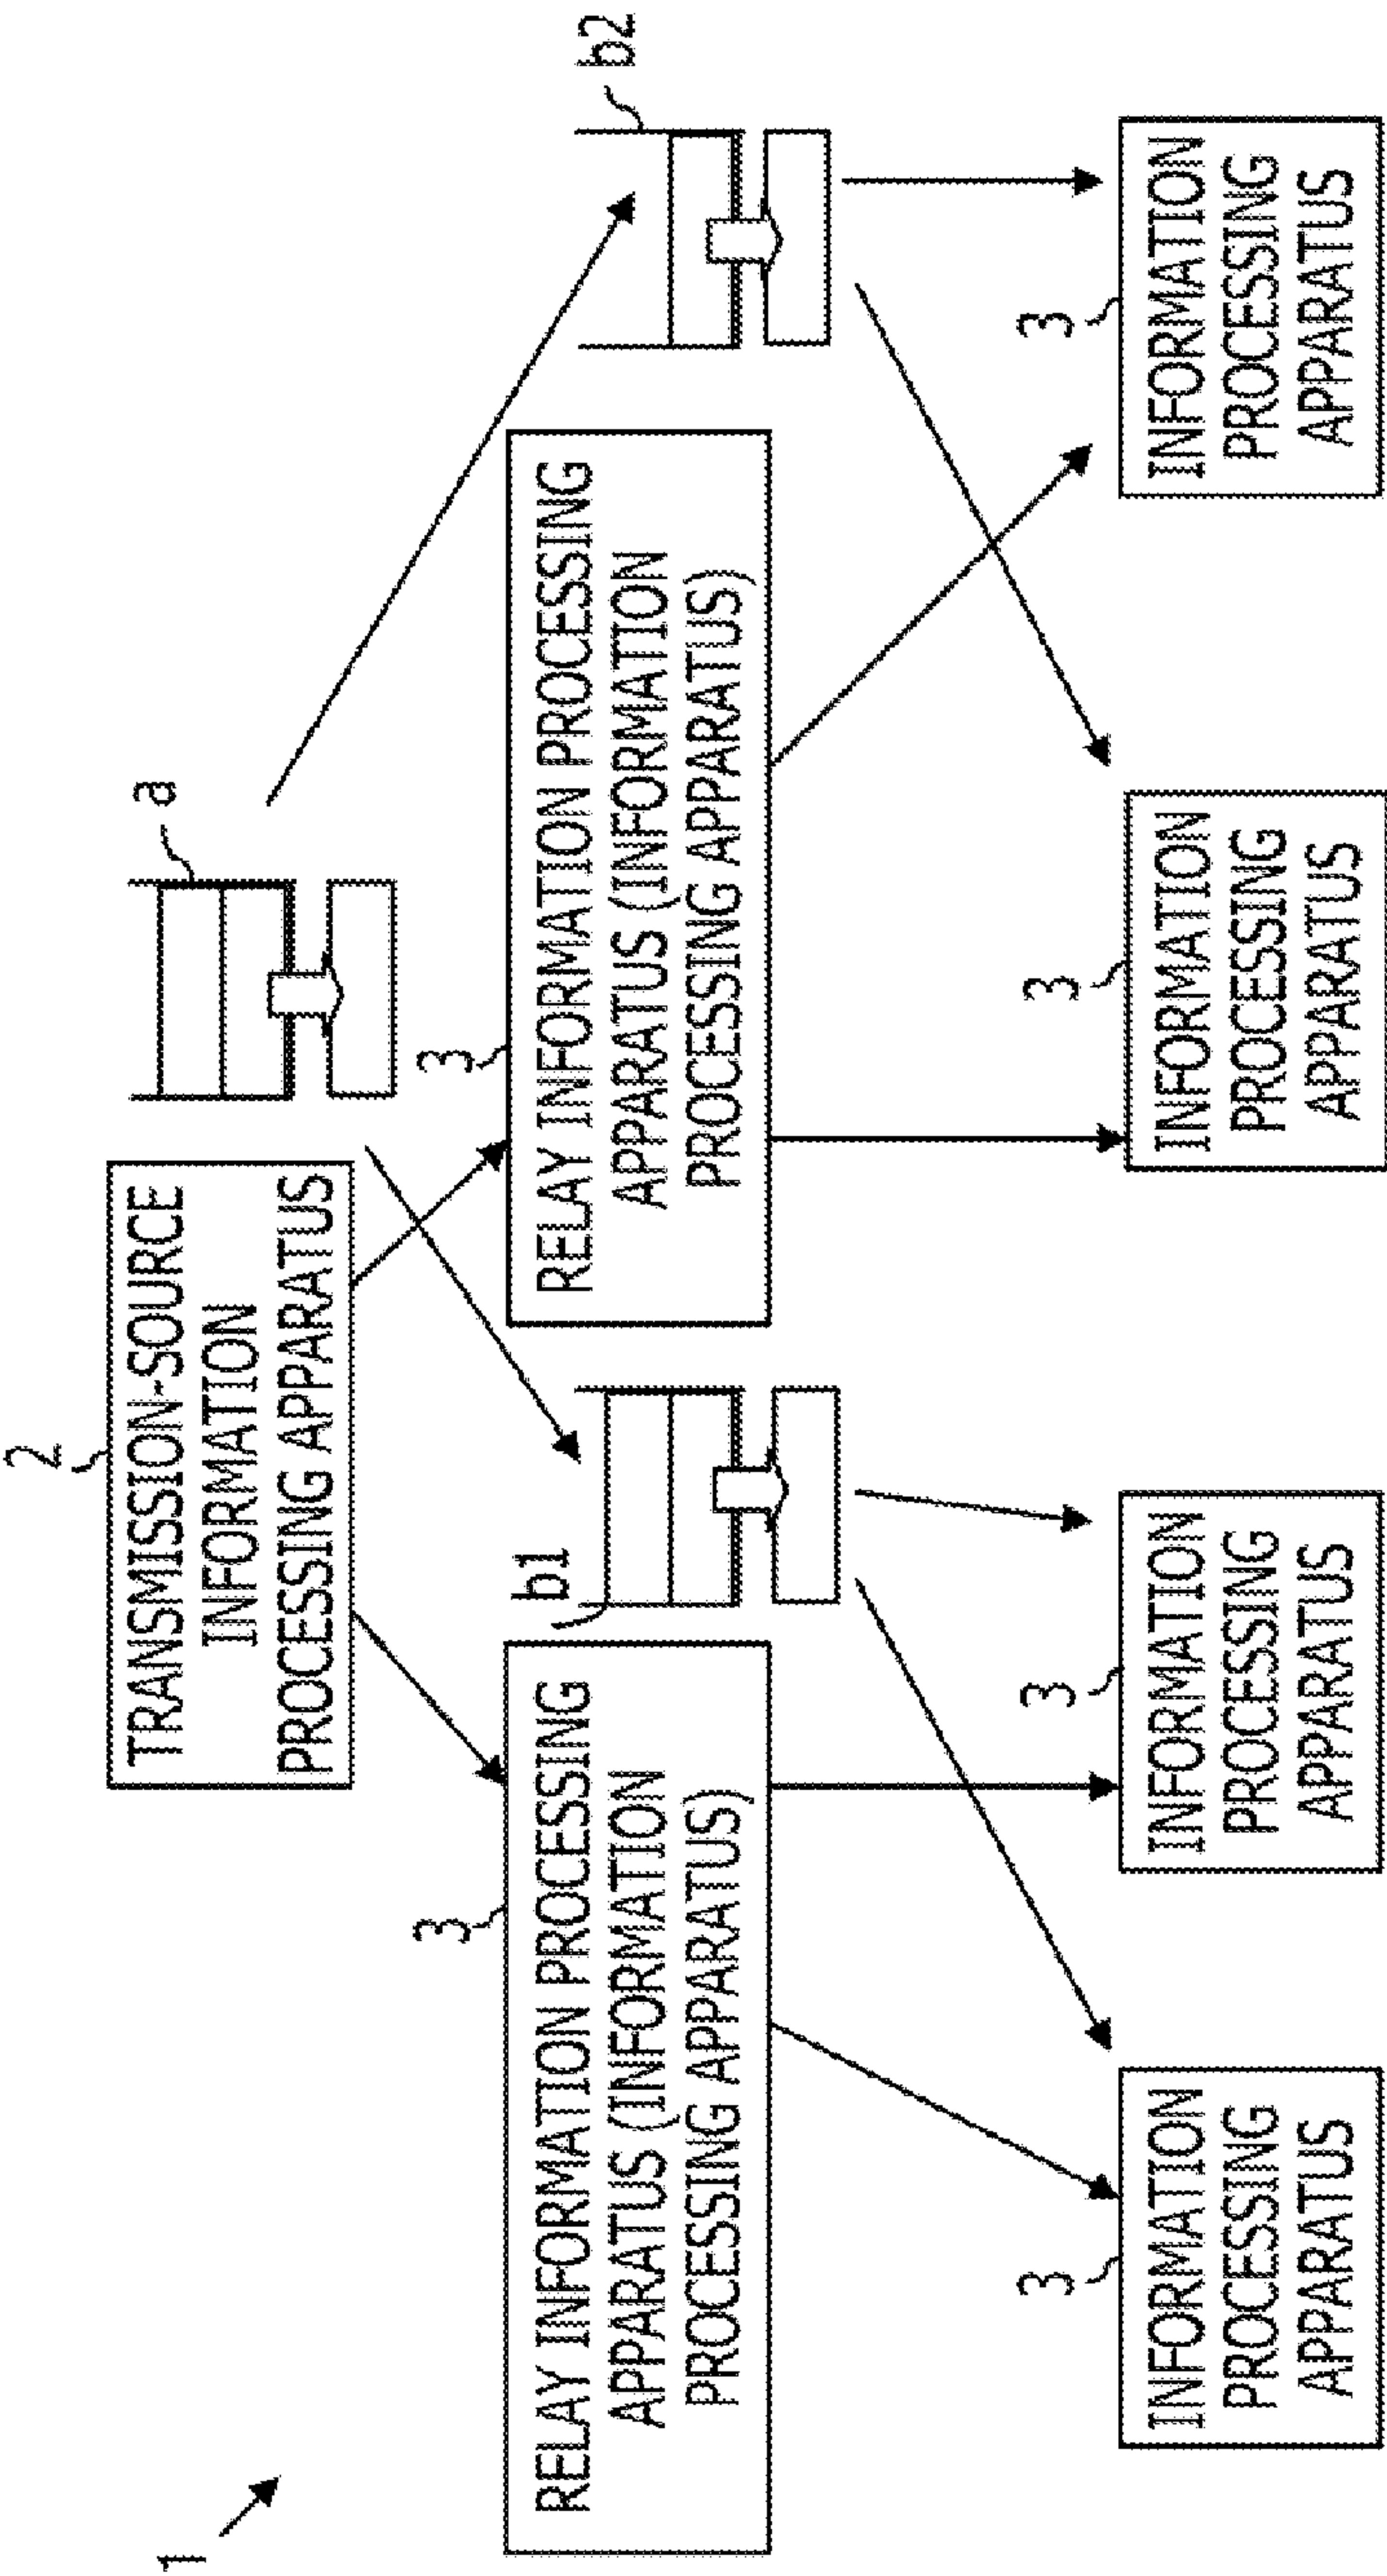 1
2
TRANSMISSION-SOURCE
INFORMATION
PROCESSING APPARATUS
a
3
RELAY INFORMATION PROCESSING
APPARATUS (INFORMATION
PROCESSING APPARATUS)
b1
3
RELAY INFORMATION PROCESSING
APPARATUS (INFORMATION
PROCESSING APPARATUS)
b2
3
INFORMATION
PROCESSING
APPARATUS
3
INFORMATION
PROCESSING
APPARATUS
3
INFORMATION
PROCESSING
APPARATUS
3
INFORMATION
PROCESSING
APPARATUS